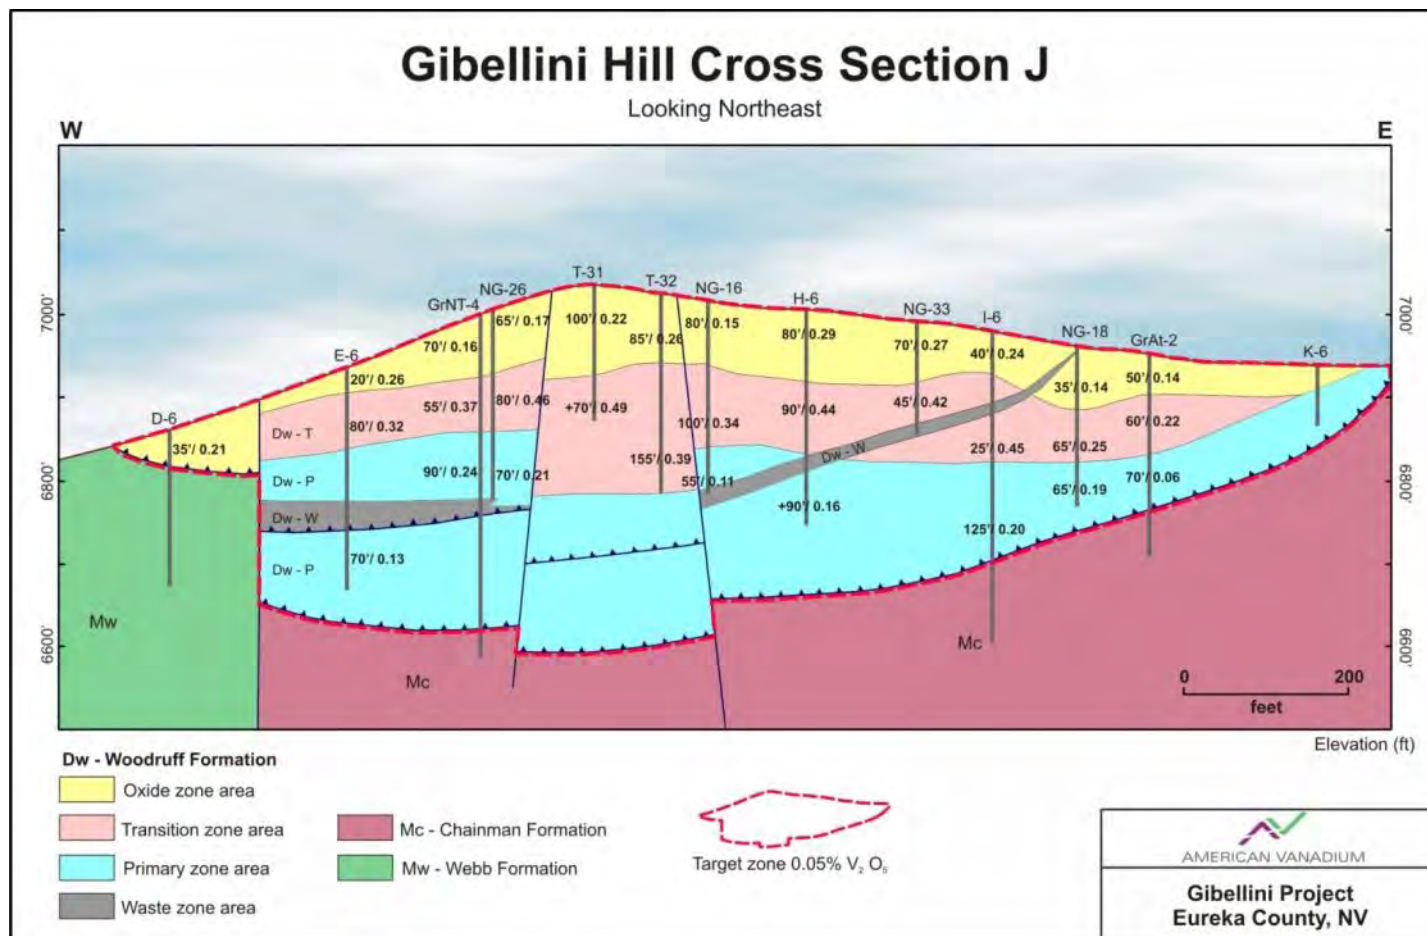 Gibellini Hill Cross Section J
Looking Northeast
W
E
T-31
T-32
NG-26
NG-16
GrNT-4
H-6
NG-33
I-6
NG-18
GrAt-2
E-6
K-6
D-6
7000'
6800'
6600'
7000'
6800'
6600'
65'/ 0.17
100'/ 0.22
80'/ 0.15
70'/ 0.16
85'/ 0.26
80'/ 0.29
70'/ 0.27
40'/ 0.24
20'/ 0.26
35'/ 0.14
50'/ 0.14
55'/ 0.37
80'/ 0.46
+70'/ 0.49
45'/ 0.42
90'/ 0.44
Dw - T
80'/ 0.32
100'/ 0.34
60'/ 0.22
35'/ 0.21
155'/ 0.39
Dw - W
25'/ 0.45
65'/ 0.25
Dw - P
90'/ 0.24
70'/ 0.21
55'/ 0.11
65'/ 0.19
70'/ 0.06
Dw - W
+90'/ 0.16
125'/ 0.20
Dw - P
70'/ 0.13
Mw
Mc
Mc
0
200
feet
Elevation (ft)
Dw - Woodruff Formation
Oxide zone area
Transition zone area
Primary zone area
Waste zone area
Mc - Chainman Formation
Mw - Webb Formation
Target zone 0.05% V₂ O₅
AMERICAN VANADIUM
Gibellini Project
Eureka County, NV